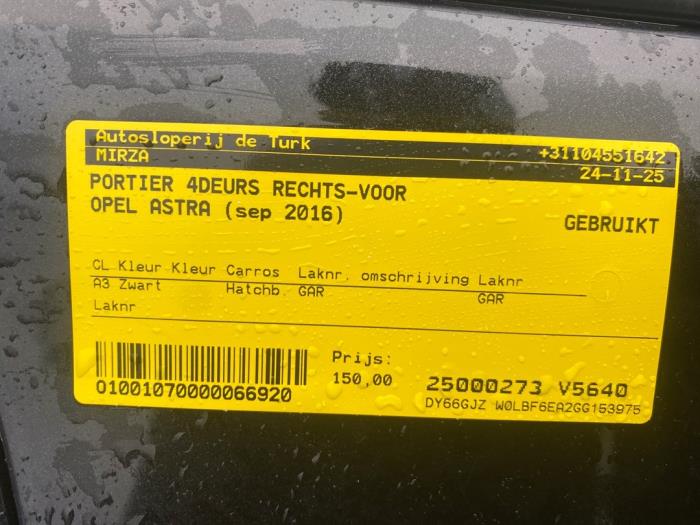 Autosloperij de Turk +31104551642
MIRZA 24-11-25
PORTIER 4DEURS RECHTS-VOOR
OPEL ASTRA (sep 2016) GEBRUIKT
CL Kleur Kleur Carros Laknr. omschrijving Laknr
A3 Zwart Hatchb. GAR GAR
Laknr
Prijs:
150,00 25000273 V5640
01001070000066920 DY66GJZ W0LBF6EA2GG153975